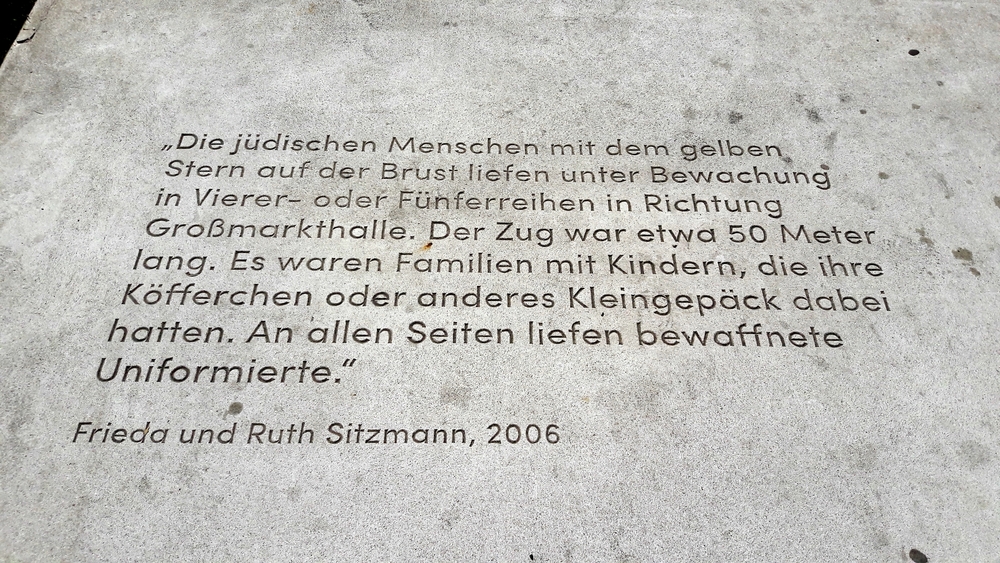 „Die jüdischen Menschen mit dem gelben
Stern auf der Brust liefen unter Bewachung
in Vierer- oder Fünferreihen in Richtung
Großmarkthalle. Der Zug war etwa 50 Meter
lang. Es waren Familien mit Kindern, die ihre
Köfferchen oder anderes Kleingepäck dabei
hatten. An allen Seiten liefen bewaffnete
Uniformierte.“
Frieda und Ruth Sitzmann, 2006